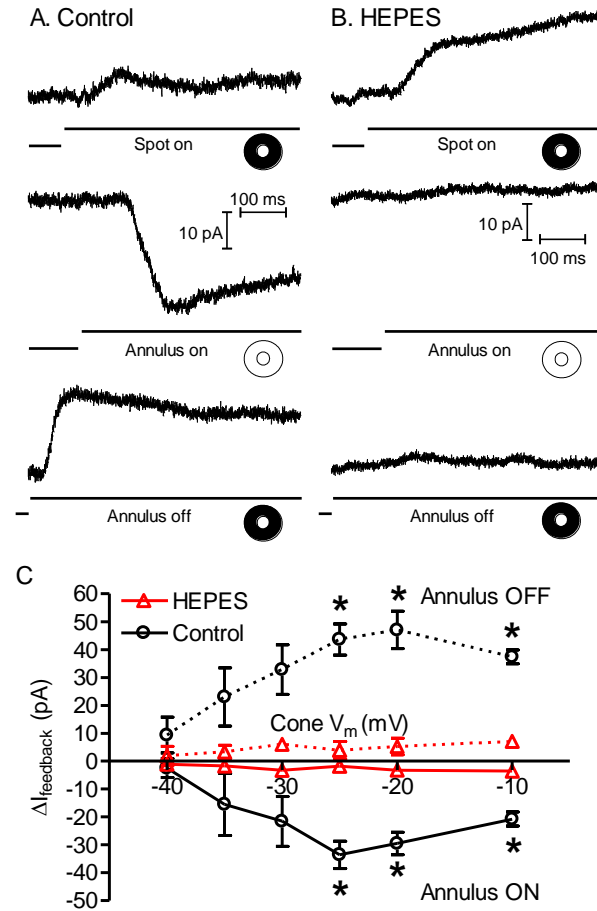 A. Control
B. HEPES
Spot on
Spot on
100 ms
10 pA
10 pA
100 ms
Annulus on
Annulus on
Annulus off
Annulus off
C
HEPES
Control
* * *
Annulus OFF
Cone Vm (mV)
ΔIfeedback (pA)
60
50
40
30
20
10
0
-10
-20
-30
-40
-50
-40 -30 -20 -10
* * *
Annulus ON